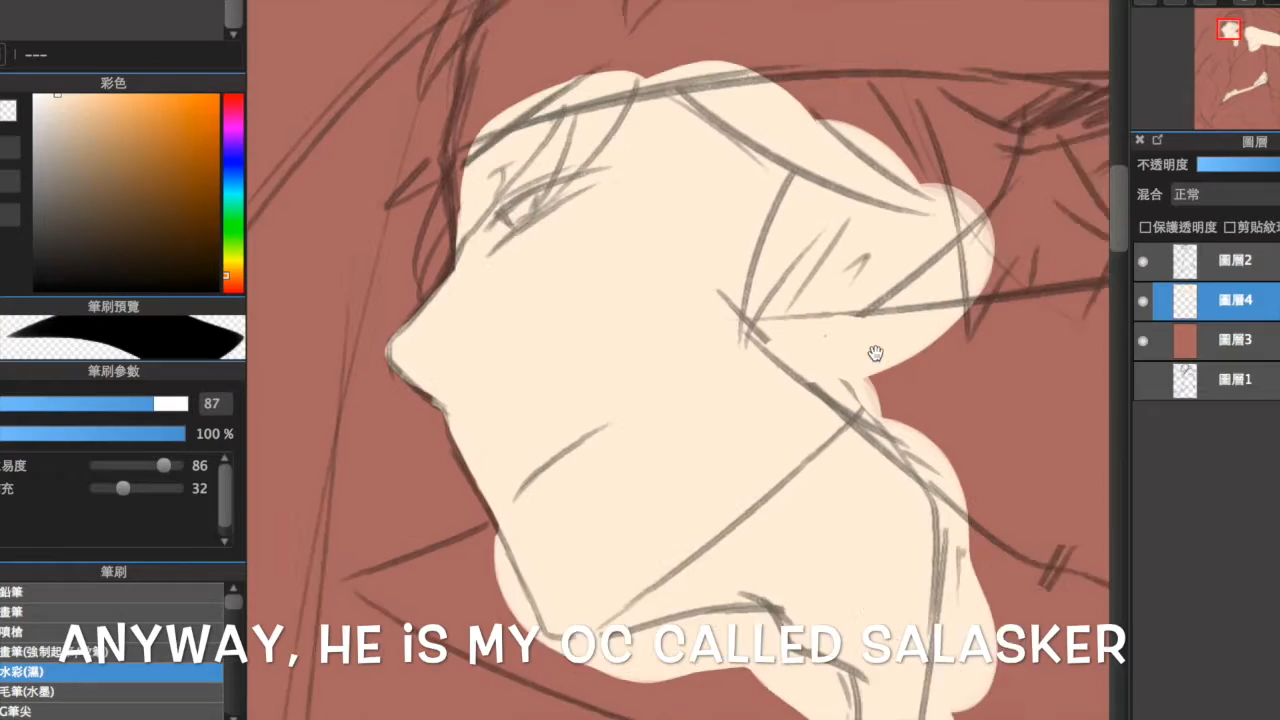 ---
彩色
筆刷預覽
筆刷參數
87
100 %
易度
86
充
32
筆刷
鉛筆
畫筆
噴槍
水彩(濕)
毛筆(水墨)
G筆尖
ANYWAY, HE iS MY OC CALLED SALASKER
圖層
不透明度
混合 正常
保護透明度 剪貼紋
圖層2
圖層4
圖層3
圖層1